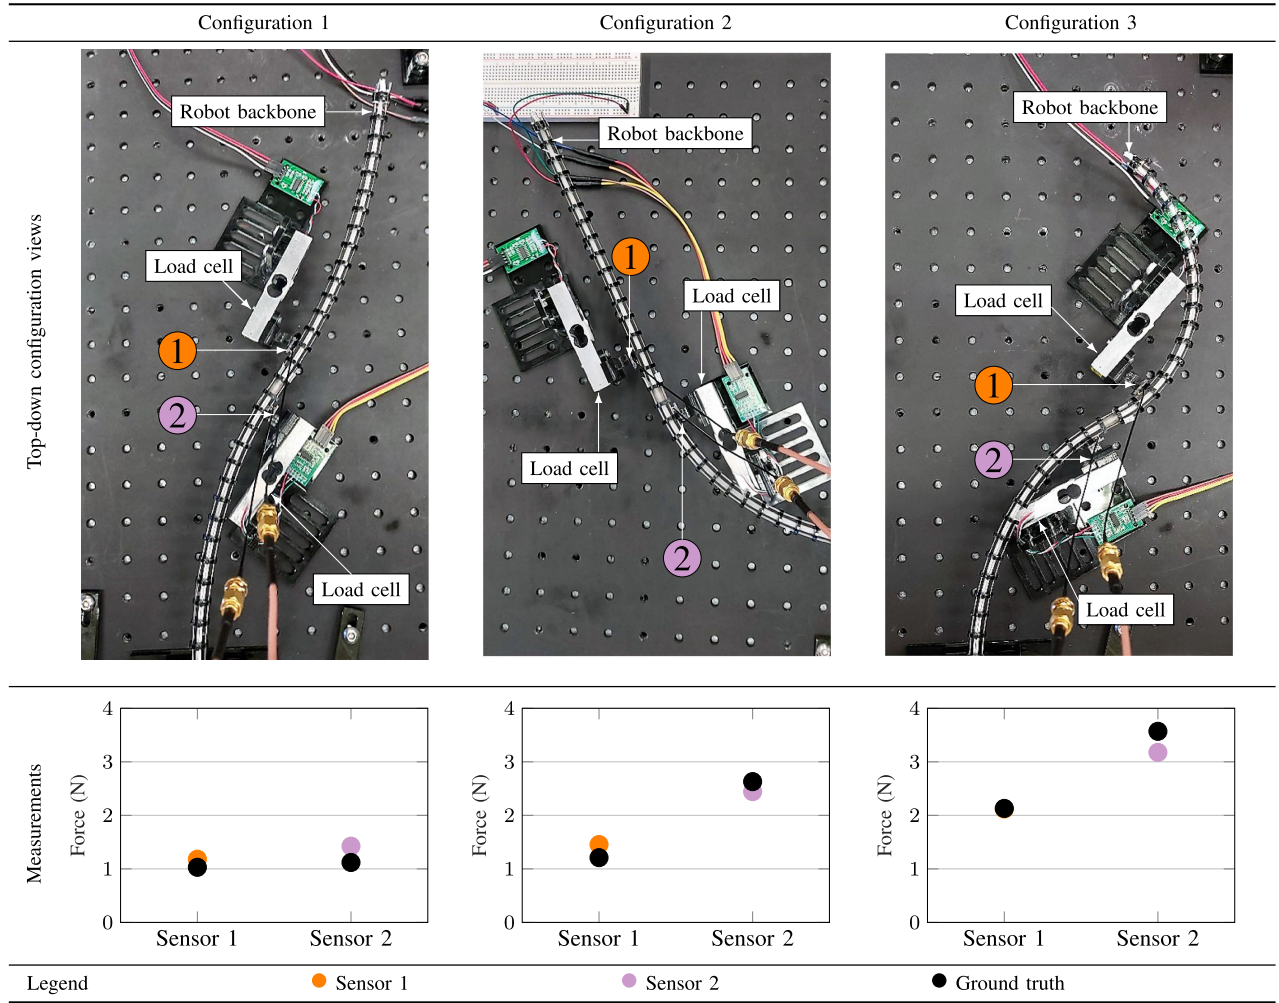 Configuration 1
Configuration 2
Configuration 3
Top-down configuration views
Robot backbone
Load cell
1
2
Load cell
Robot backbone
1
Load cell
Load cell
2
Robot backbone
Load cell
1
2
Load cell
Measurements
Force (N)
4
3
2
1
0
Sensor 1 Sensor 2
Force (N)
4
3
2
1
0
Sensor 1 Sensor 2
Force (N)
4
3
2
1
0
Sensor 1 Sensor 2
Legend Sensor 1 Sensor 2 Ground truth